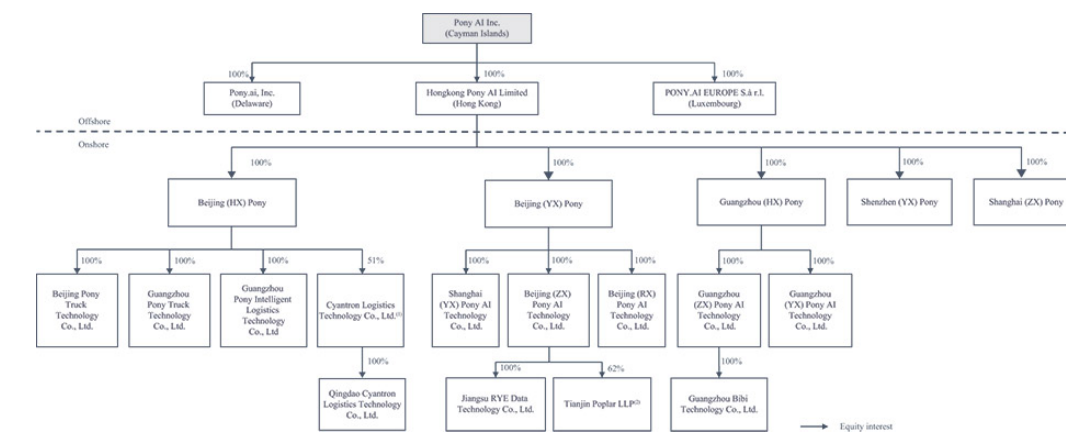 Pony AI Inc.
(Cayman Islands)
100%
100%
100%
Pony.ai, Inc.
(Delaware)
Hongkong Pony AI Limited
(Hong Kong)
PONY.AI EUROPE S.à r.l.
(Luxembourg)
Offshore
Onshore
100%
100%
100%
100%
100%
Beijing (HX) Pony
Beijing (YX) Pony
Guangzhou (HX) Pony
Shenzhen (YX) Pony
Shanghai (ZX) Pony
100%
100%
100%
51%
100%
100%
100%
100%
100%
Beijing Pony
Truck
Technology
Co., Ltd.
Guangzhou
Pony Truck
Technology
Co., Ltd.
Guangzhou
Pony Intelligent
Logistics
Technology
Co., Ltd
Cyantron Logistics
Technology Co., Ltd.(1)
Shanghai
(YX) Pony AI
Technology
Co., Ltd.
Beijing (ZX)
Pony AI
Technology
Co., Ltd.
Beijing (RX)
Pony AI
Technology
Co., Ltd.
Guangzhou
(ZX) Pony AI
Technology
Co., Ltd.
Guangzhou
(YX) Pony AI
Technology
Co., Ltd.
100%
100%
62%
100%
Qingdao Cyantron
Logistics Technology
Co., Ltd.
Jiangsu RYE Data
Technology Co., Ltd.
Tianjin Poplar LLP(2)
Guangzhou Bibi
Technology Co., Ltd.
Equity interest